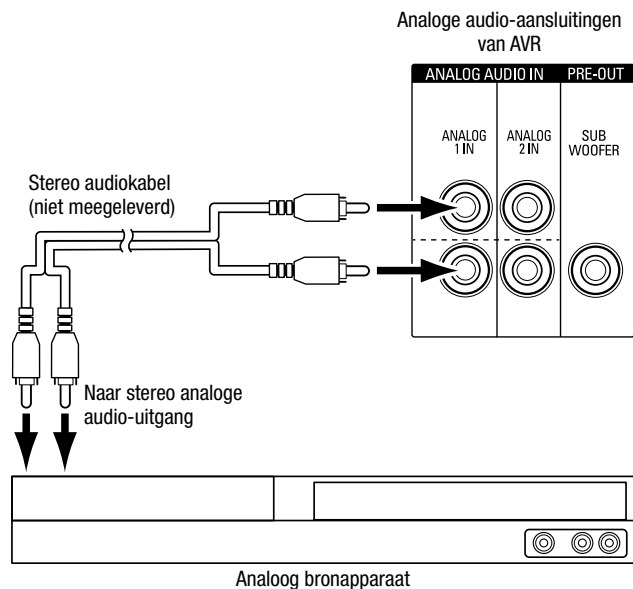 Analoge audio-aansluitingen
van AVR
ANALOG AUDIO IN
PRE-OUT
ANALOG
1 IN
ANALOG
2 IN
SUB
WOOFER
Stereo audiokabel
(niet meegeleverd)
Naar stereo analoge
audio-uitgang
Analoog bronapparaat